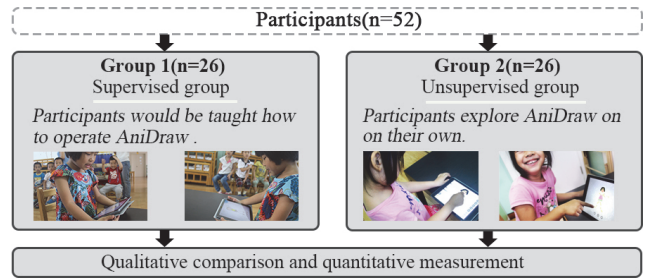 Participants(n=52)
Group 1(n=26)
Supervised group
Participants would be taught how
to operate AniDraw .
Group 2(n=26)
Unsupervised group
Participants explore AniDraw on
on their own.
Qualitative comparison and quantitative measurement